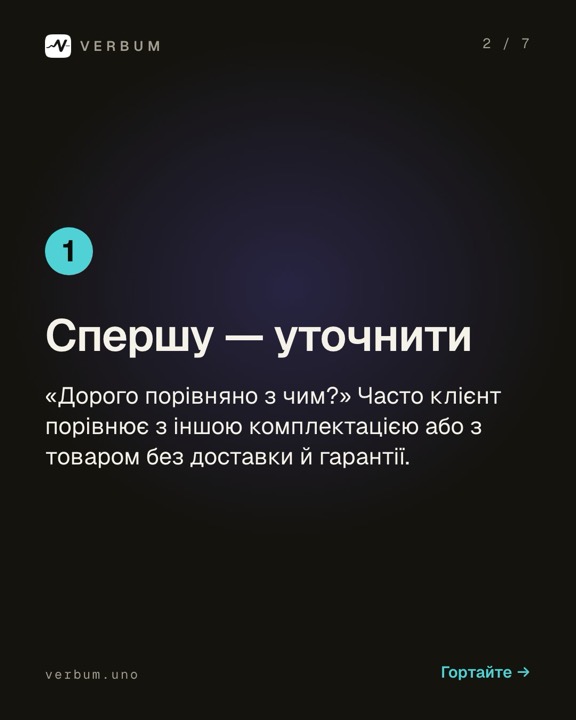 VERBUM
2 / 7
1
Спершу — уточнити
«Дорого порівняно з чим?» Часто клієнт
порівнює з іншою комплектацією або з
товаром без доставки й гарантії.
verbum.uno
Гортайте →